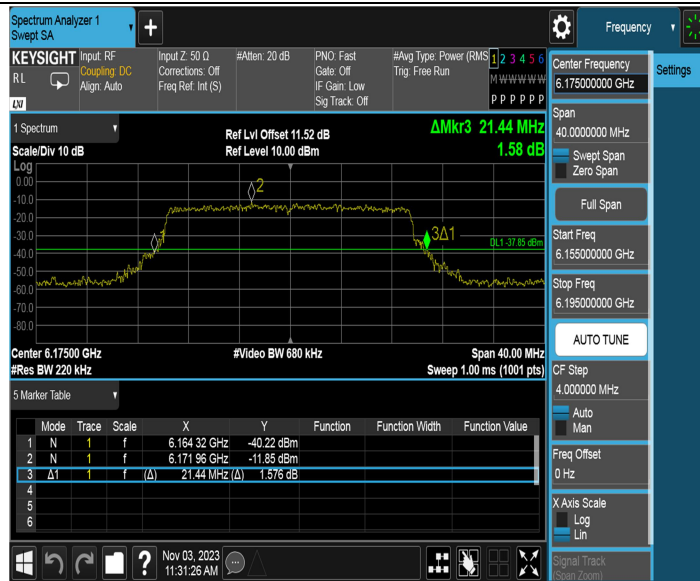 Spectrum Analyzer 1
Swept SA
+
Frequency
KEYSIGHT
RL
LXI
Input: RF
Coupling: DC
Align: Auto
Input Z: 50 Ω
Corrections: Off
Freq Ref: Int (S)
#Atten: 20 dB
PNO: Fast
Gate: Off
IF Gain: Low
Sig Track: Off
#Avg Type: Power (RMS
Trig: Free Run
1 2 3 4 5 6
M W W W W W
P P P P P P
1 Spectrum
Scale/Div 10 dB
Ref Lvl Offset 11.52 dB
Ref Level 10.00 dBm
ΔMkr3 21.44 MHz
1.58 dB
Log
0.00
-10.0
-20.0
-30.0
-40.0
-50.0
-60.0
-70.0
-80.0
1
2
3Δ1
DL1 -37.85 dBm
Center 6.17500 GHz
#Res BW 220 kHz
#Video BW 680 kHz
Span 40.00 MHz
Sweep 1.00 ms (1001 pts)
5 Marker Table
Mode Trace Scale X Y Function Function Width Function Value
1 N 1 f 6.164 32 GHz -40.22 dBm
2 N 1 f 6.171 96 GHz -11.85 dBm
3 Δ1 1 f (Δ) 21.44 MHz (Δ) 1.576 dB
4
5
6
Nov 03, 2023
11:31:26 AM
?
Center Frequency
6.175000000 GHz
Settings
Span
40.0000000 MHz
Swept Span
Zero Span
Full Span
Start Freq
6.155000000 GHz
Stop Freq
6.195000000 GHz
AUTO TUNE
CF Step
4.000000 MHz
Auto
Man
Freq Offset
0 Hz
X Axis Scale
Log
Lin
Signal Track
(Span Zoom)